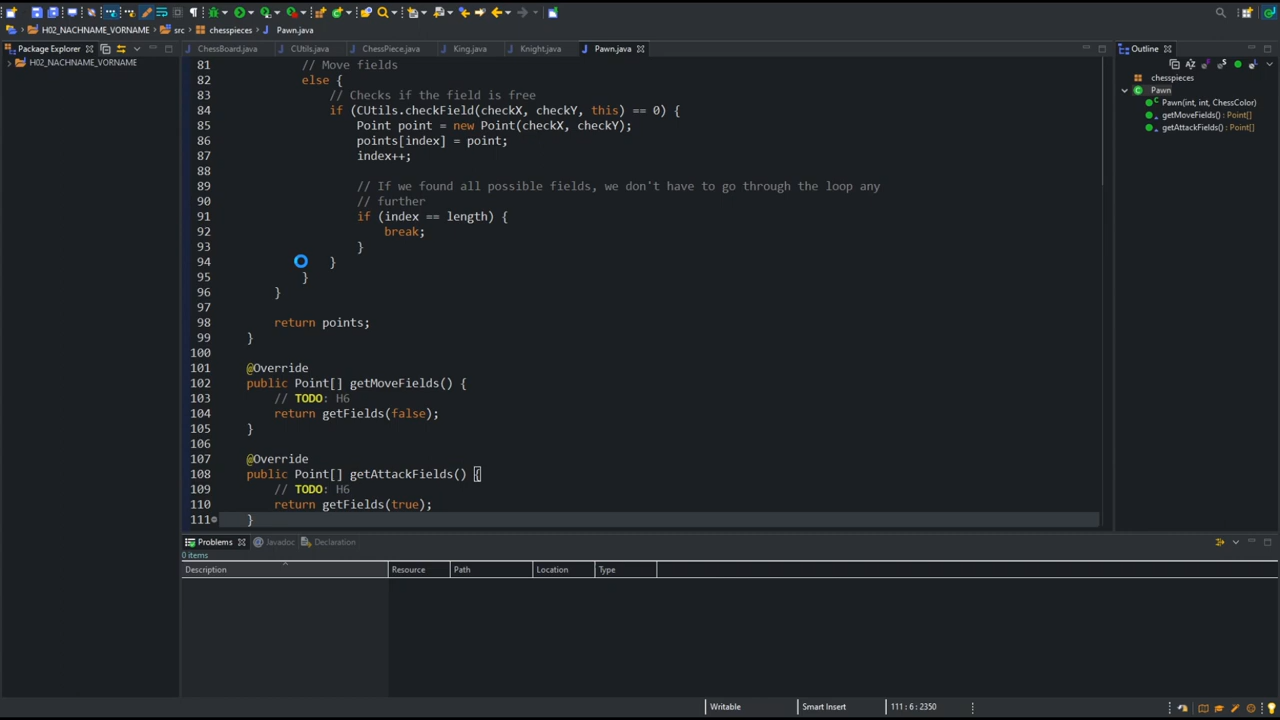 H02_NACHNAME_VORNAME
src
chesspieces
Pawn.java
Package Explorer
ChessBoard.java
CUtils.java
ChessPiece.java
King.java
Knight.java
Pawn.java
Outline
H02_NACHNAME_VORNAME
81 // Move fields
82 else {
83 // Checks if the field is free
84 if (CUtils.checkField(checkX, checkY, this) == 0) {
85 Point point = new Point(checkX, checkY);
86 points[index] = point;
87 index++;
88
89 // If we found all possible fields, we don't have to go through the loop any
90 // further
91 if (index == length) {
92 break;
93 }
94 }
95 }
96 }
97
98 return points;
99 }
100
101 @Override
102 public Point[] getMoveFields() {
103 // TODO: H6
104 return getFields(false);
105 }
106
107 @Override
108 public Point[] getAttackFields() {
109 // TODO: H6
110 return getFields(true);
111 }
chesspieces
Pawn
Pawn(int, int, ChessColor)
getMoveFields() : Point[]
getAttackFields() : Point[]
Problems
Javadoc
Declaration
0 items
Description
Resource
Path
Location
Type
Writable
Smart Insert
111 : 6 : 2350